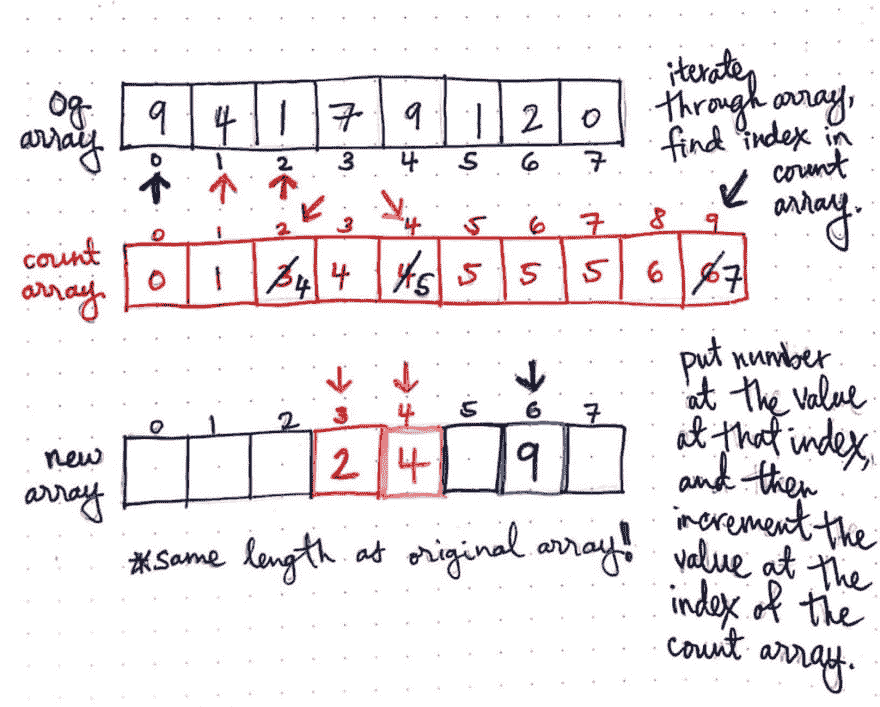 og
array
9 4 1 7 9 1 2 0
0 1 2 3 4 5 6 7
iterate
through array,
find index in
count
array.
0 1 2 3 4 5 6 7 8 9
count
array
0 1 3 4 4 4 5 5 5 5 6 6 7
put number
at the value
at that index,
and then
increment the
value at the
index of the
count array.
0 1 2 3 4 5 6 7
new
array
2 4 9
*same length as original array!